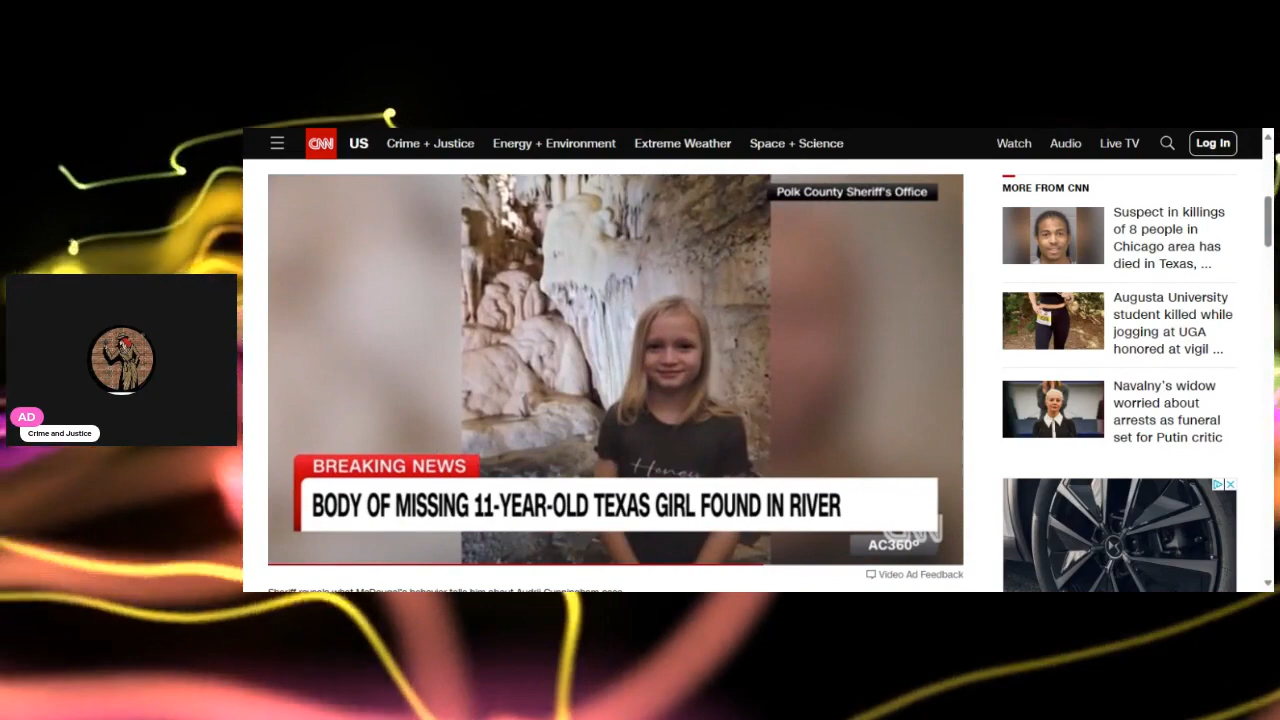 CNN
US
Crime + Justice
Energy + Environment
Extreme Weather
Space + Science
Watch
Audio
Live TV
Log In
Polk County Sheriff's Office
BREAKING NEWS
BODY OF MISSING 11-YEAR-OLD TEXAS GIRL FOUND IN RIVER
CNN
AC360°
Video Ad Feedback
MORE FROM CNN
Suspect in killings
of 8 people in
Chicago area has
died in Texas, ...
Augusta University
student killed while
jogging at UGA
honored at vigil ...
Navalny's widow
worried about
arrests as funeral
set for Putin critic
AD
Crime and Justice